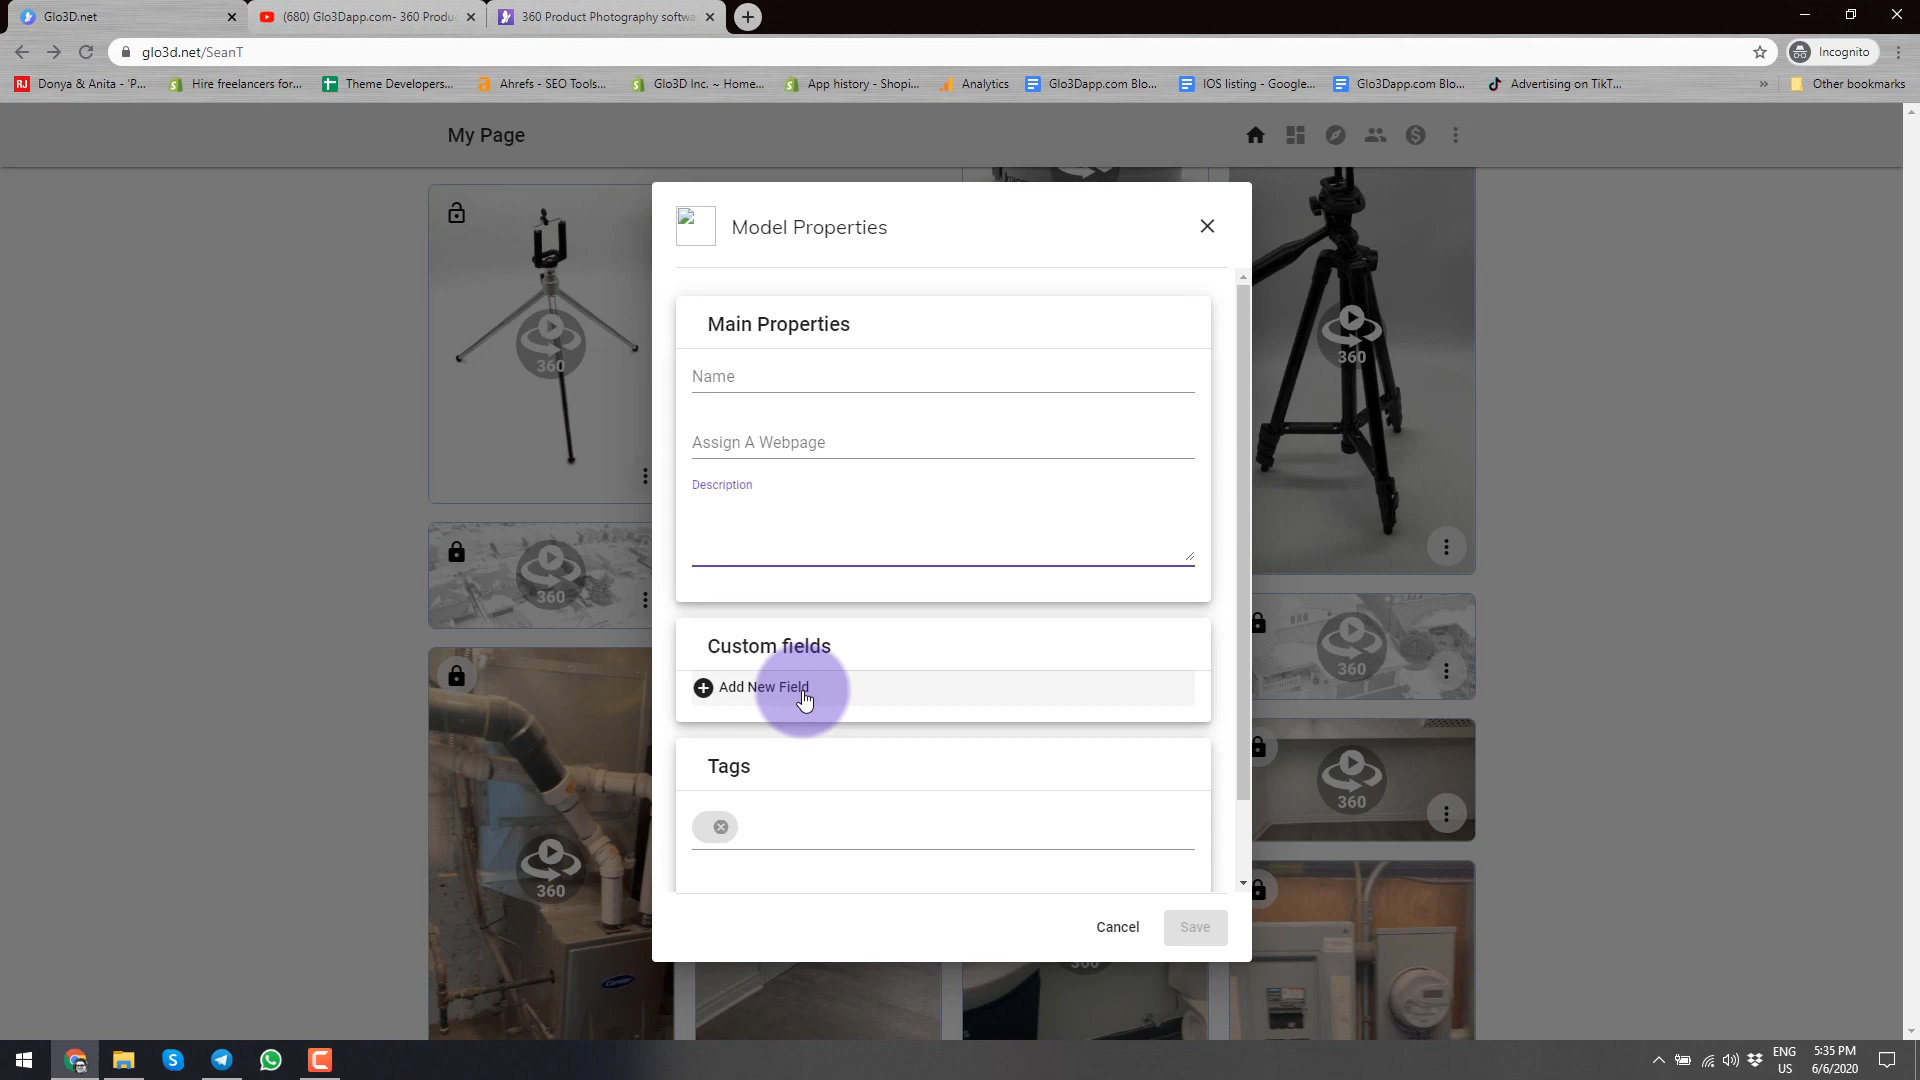 Glo3D.net
(680) Glo3Dapp.com- 360 Produc
360 Product Photography softwa
glo3d.net/SeanT
Incognito
RJ
Donya & Anita - 'P...
Hire freelancers for...
Theme Developers...
Ahrefs - SEO Tools...
Glo3D Inc. ~ Home...
App history - Shopi...
Analytics
Glo3Dapp.com Blo...
IOS listing - Google...
Glo3Dapp.com Blo...
Advertising on TikT...
»
Other bookmarks
My Page
Model Properties
Main Properties
Name
Assign A Webpage
Description
Custom fields
Add New Field
Tags
Cancel
Save
360
360
360
360
360
360
360
Carrier
ENG
US
5:35 PM
6/6/2020